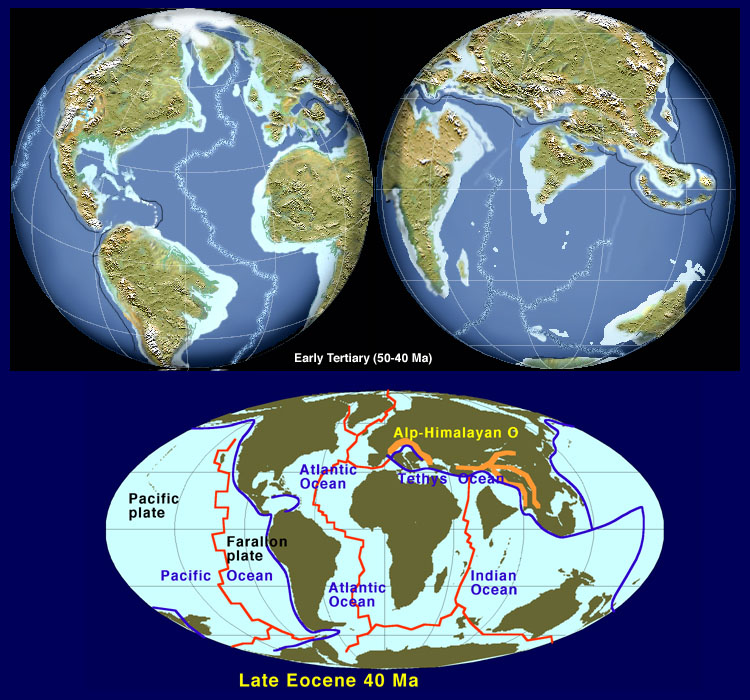 Early Tertiary (50-40 Ma)
Alp-Himalayan O
Atlantic
Ocean
Tethys Ocean
Pacific
plate
Farallon
plate
Pacific Ocean
Atlantic
Ocean
Indian
Ocean
Late Eocene 40 Ma